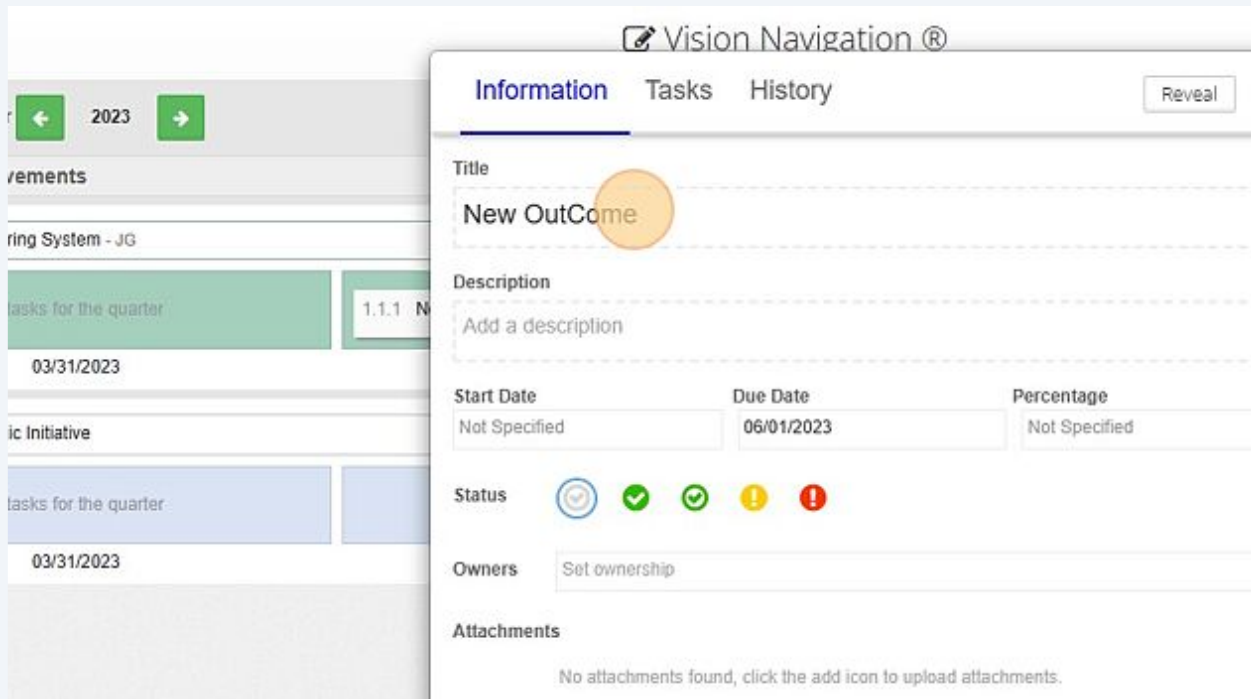 Vision Navigation ®
2023
vements
ring System - JG
tasks for the quarter
1.1.1
03/31/2023
ic Initiative
tasks for the quarter
03/31/2023
Information Tasks History Reveal
Title
New OutCome
Description
Add a description
Start Date Due Date Percentage
Not Specified 06/01/2023 Not Specified
Status
Owners Set ownership
Attachments
No attachments found, click the add icon to upload attachments.